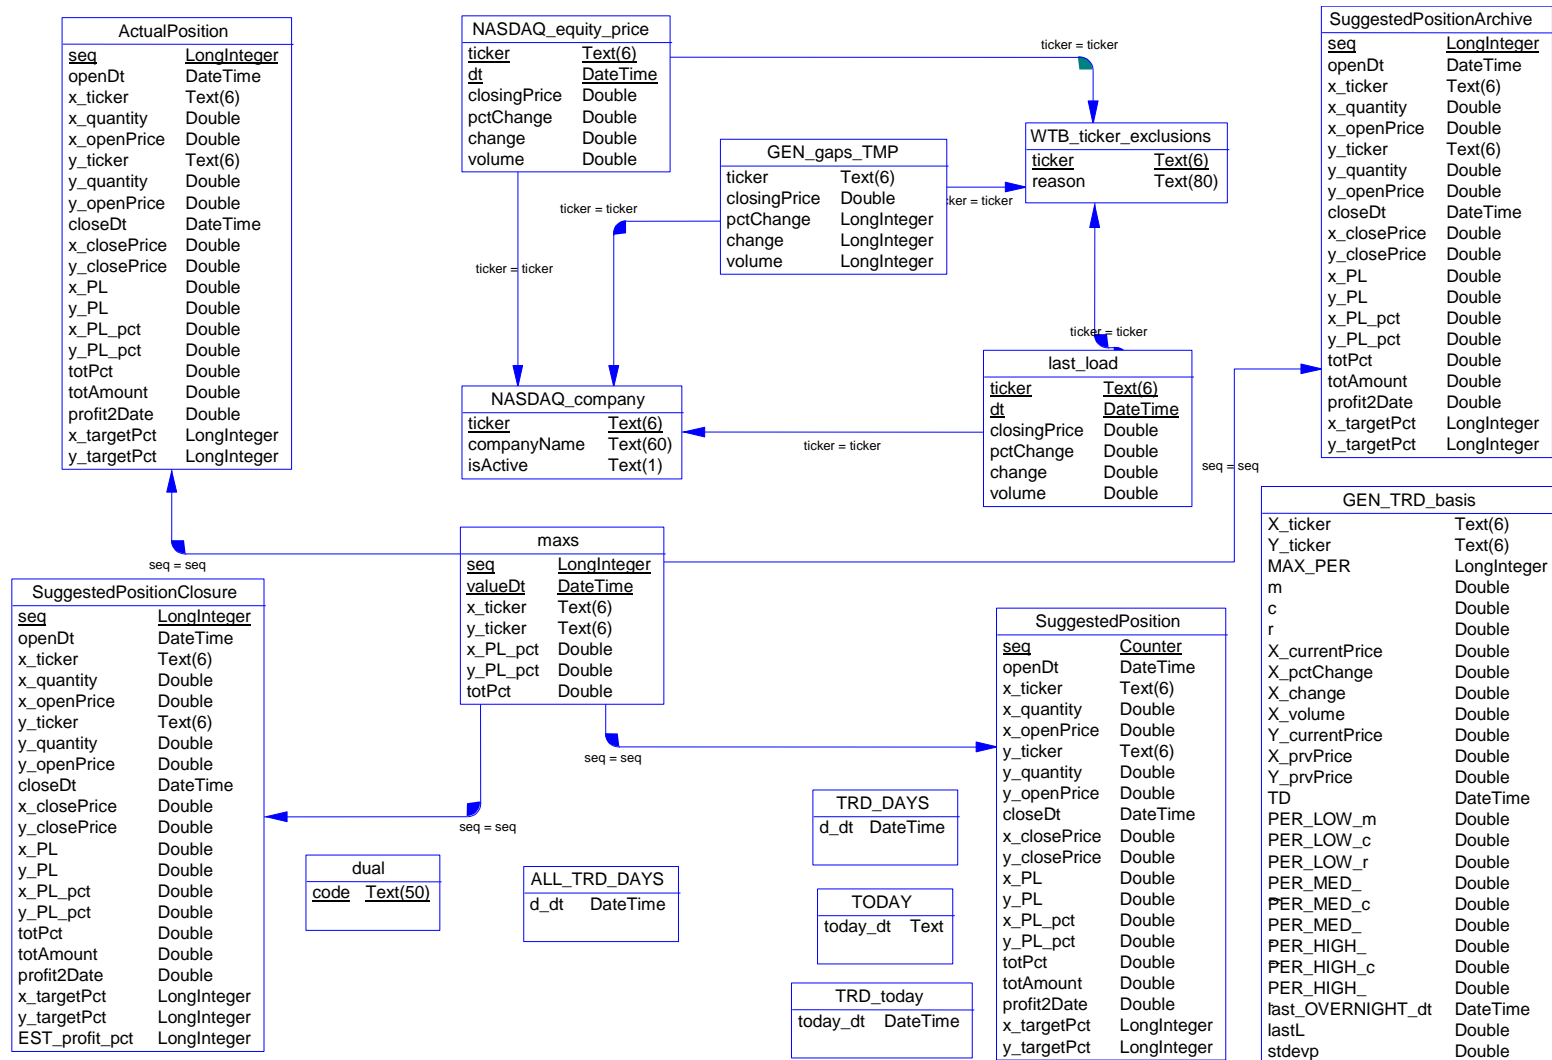 ActualPosition
seq LongInteger
openDt DateTime
x_ticker Text(6)
x_quantity Double
x_openPrice Double
y_ticker Text(6)
y_quantity Double
y_openPrice Double
closeDt DateTime
x_closePrice Double
y_closePrice Double
x_PL Double
y_PL Double
x_PL_pct Double
y_PL_pct Double
totPct Double
totAmount Double
profit2Date Double
x_targetPct LongInteger
y_targetPct LongInteger
NASDAQ_equity_price
ticker Text(6)
dt DateTime
closingPrice Double
pctChange Double
change Double
volume Double
ticker = ticker
GEN_gaps_TMP
ticker Text(6)
closingPrice Double
pctChange LongInteger
change LongInteger
volume LongInteger
ticker = ticker
cker = ticker
ticker = ticker
WTB_ticker_exclusions
ticker Text(6)
reason Text(80)
SuggestedPositionArchive
seq LongInteger
openDt DateTime
x_ticker Text(6)
x_quantity Double
x_openPrice Double
y_ticker Text(6)
y_quantity Double
y_openPrice Double
closeDt DateTime
x_closePrice Double
y_closePrice Double
x_PL Double
y_PL Double
x_PL_pct Double
y_PL_pct Double
totPct Double
totAmount Double
profit2Date Double
x_targetPct LongInteger
y_targetPct LongInteger
ticker = ticker
last_load
ticker Text(6)
dt DateTime
closingPrice Double
pctChange Double
change Double
volume Double
NASDAQ_company
ticker Text(6)
companyName Text(60)
isActive Text(1)
ticker = ticker
seq = seq
maxs
seq LongInteger
valueDt DateTime
x_ticker Text(6)
y_ticker Text(6)
x_PL_pct Double
y_PL_pct Double
totPct Double
seq = seq
SuggestedPositionClosure
seq LongInteger
openDt DateTime
x_ticker Text(6)
x_quantity Double
x_openPrice Double
y_ticker Text(6)
y_quantity Double
y_openPrice Double
closeDt DateTime
x_closePrice Double
y_closePrice Double
x_PL Double
y_PL Double
x_PL_pct Double
y_PL_pct Double
totPct Double
totAmount Double
profit2Date Double
x_targetPct LongInteger
y_targetPct LongInteger
EST_profit_pct LongInteger
seq = seq
seq = seq
dual
code Text(50)
ALL_TRD_DAYS
d_dt DateTime
TRD_DAYS
d_dt DateTime
TODAY
today_dt Text
TRD_today
today_dt DateTime
SuggestedPosition
seq Counter
openDt DateTime
x_ticker Text(6)
x_quantity Double
x_openPrice Double
y_ticker Text(6)
y_quantity Double
y_openPrice Double
closeDt DateTime
x_closePrice Double
y_closePrice Double
x_PL Double
y_PL Double
x_PL_pct Double
y_PL_pct Double
totPct Double
totAmount Double
profit2Date Double
x_targetPct LongInteger
y_targetPct LongInteger
GEN_TRD_basis
X_ticker Text(6)
Y_ticker Text(6)
MAX_PER LongInteger
m Double
c Double
r Double
X_currentPrice Double
X_pctChange Double
X_change Double
X_volume Double
Y_currentPrice Double
X_prvPrice Double
Y_prvPrice Double
TD DateTime
PER_LOW_m Double
PER_LOW_c Double
PER_LOW_r Double
PER_MED_ Double
PER_MED_c Double
PER_MED_ Double
PER_HIGH_ Double
PER_HIGH_c Double
PER_HIGH_ Double
last_OVERNIGHT_dt DateTime
lastL Double
stdevp Double